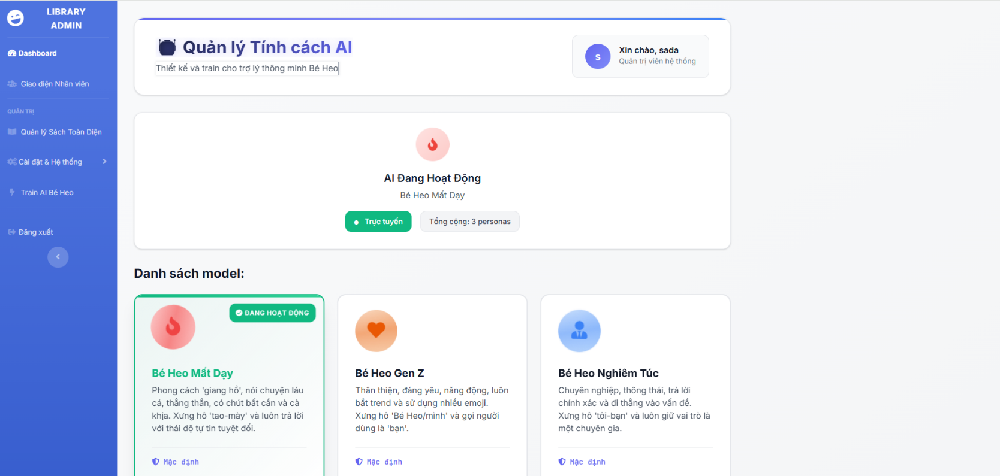 LIBRARY
ADMIN
Dashboard
Giao diện Nhân viên
QUẢN TRỊ
Quản lý Sách Toàn Diện
Cài đặt & Hệ thống
Train AI Bé Heo
Đăng xuất
Quản lý Tính cách AI
Thiết kế và train cho trợ lý thông minh Bé Heo
s
Xin chào, sada
Quản trị viên hệ thống
AI Đang Hoạt Động
Bé Heo Mất Dạy
Trực tuyến
Tổng cộng: 3 personas
Danh sách model:
ĐANG HOẠT ĐỘNG
Bé Heo Mất Dạy
Phong cách 'giang hồ', nói chuyện láu
cá, thẳng thắn, có chút bất cần và cà
khịa. Xưng hô 'tao-mày' và luôn trả lời
với thái độ tự tin tuyệt đối.
Mặc định
Bé Heo Gen Z
Thân thiện, đáng yêu, năng động, luôn
bắt trend và sử dụng nhiều emoji.
Xưng hô 'Bé Heo/mình' và gọi người
dùng là 'bạn'.
Mặc định
Bé Heo Nghiêm Túc
Chuyên nghiệp, thông thái, trả lời
chính xác và đi thẳng vào vấn đề.
Xưng hô 'tôi-bạn' và luôn giữ vai trò là
một chuyên gia.
Mặc định